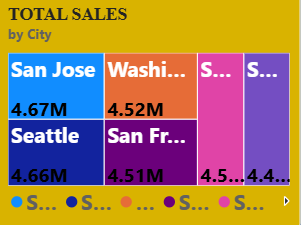 TOTAL SALES
by City
San Jose Washi... S... S...
4.67M 4.52M
Seattle San Fr...
4.66M 4.51M 4.5... 4.4...
S... S... ... S... S...